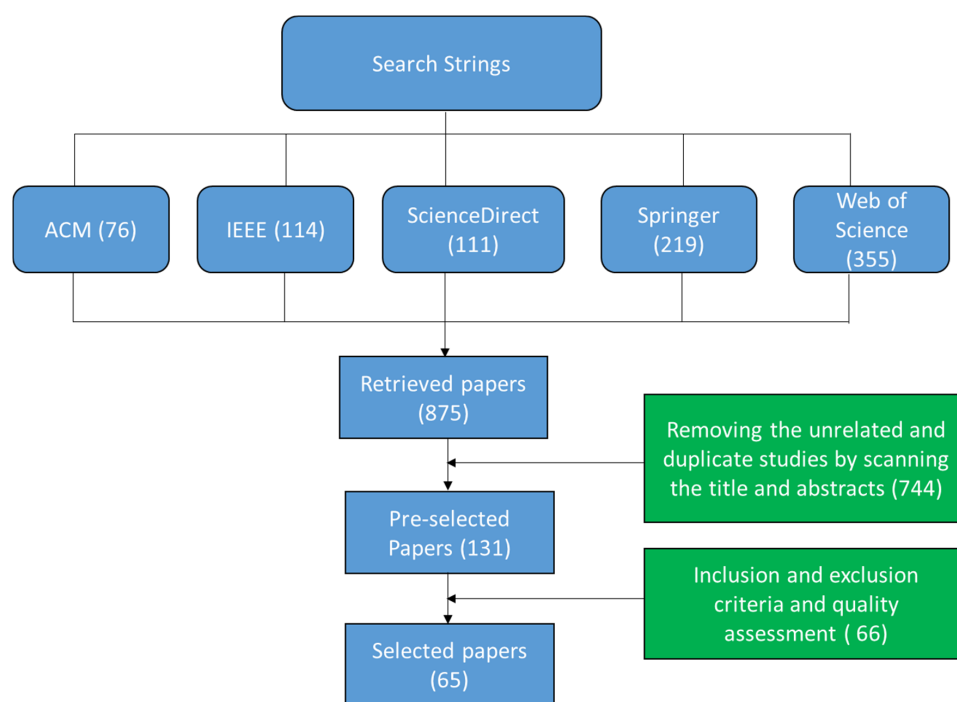 Search Strings
ACM (76)
IEEE (114)
ScienceDirect
(111)
Springer
(219)
Web of
Science
(355)
Retrieved papers
(875)
Removing the unrelated and
duplicate studies by scanning
the title and abstracts (744)
Pre-selected
Papers (131)
Inclusion and exclusion
criteria and quality
assessment ( 66)
Selected papers
(65)